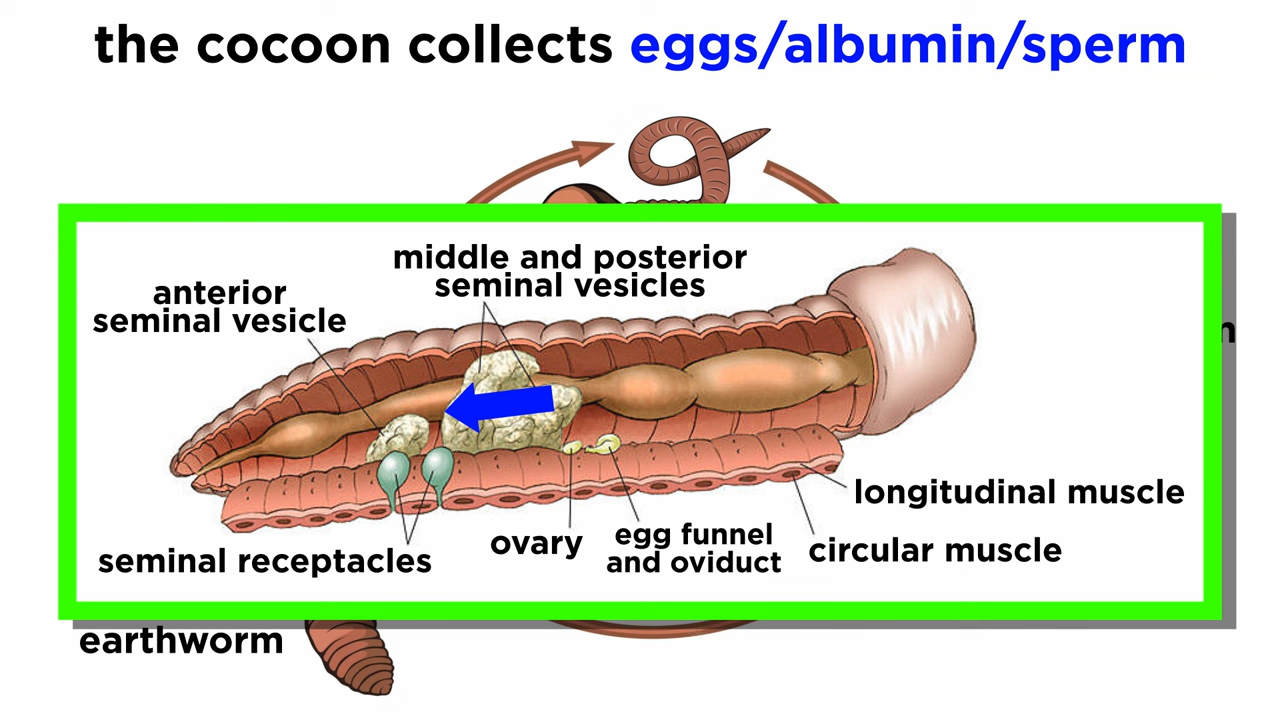 the cocoon collects eggs/albumin/sperm
middle and posterior
seminal vesicles
anterior
seminal vesicle
longitudinal muscle
circular muscle
egg funnel
and oviduct
ovary
seminal receptacles
earthworm